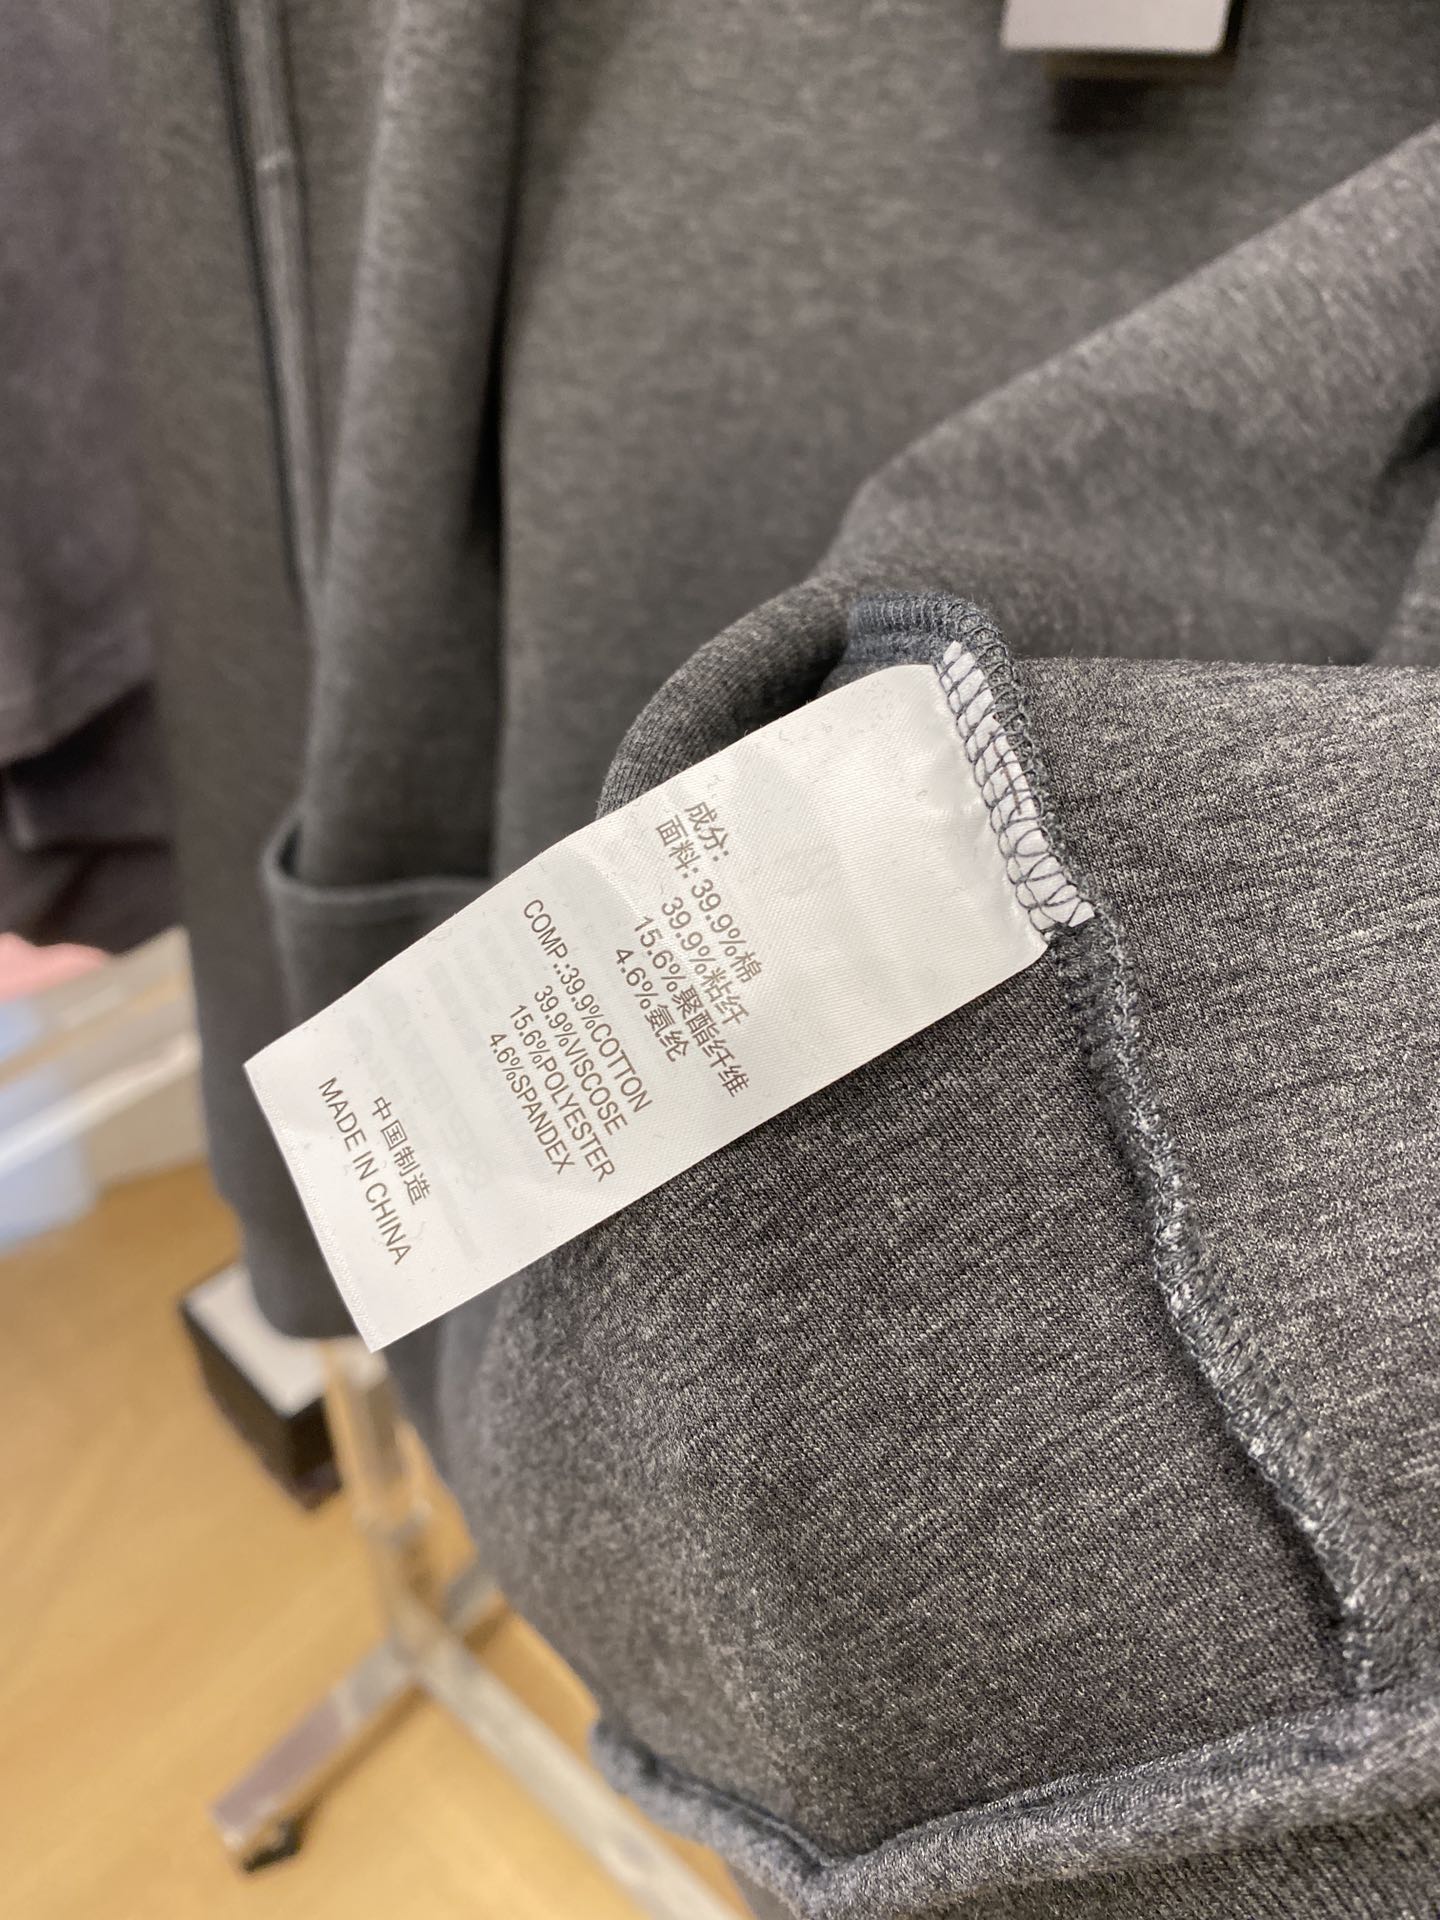 成分:
面料: 39.9%棉
39.9%粘纤
15.6%聚酯纤维
4.6%氨纶
COMP.:39.9%COTTON
39.9%VISCOSE
15.6%POLYESTER
4.6%SPANDEX
中国制造
MADE IN CHINA